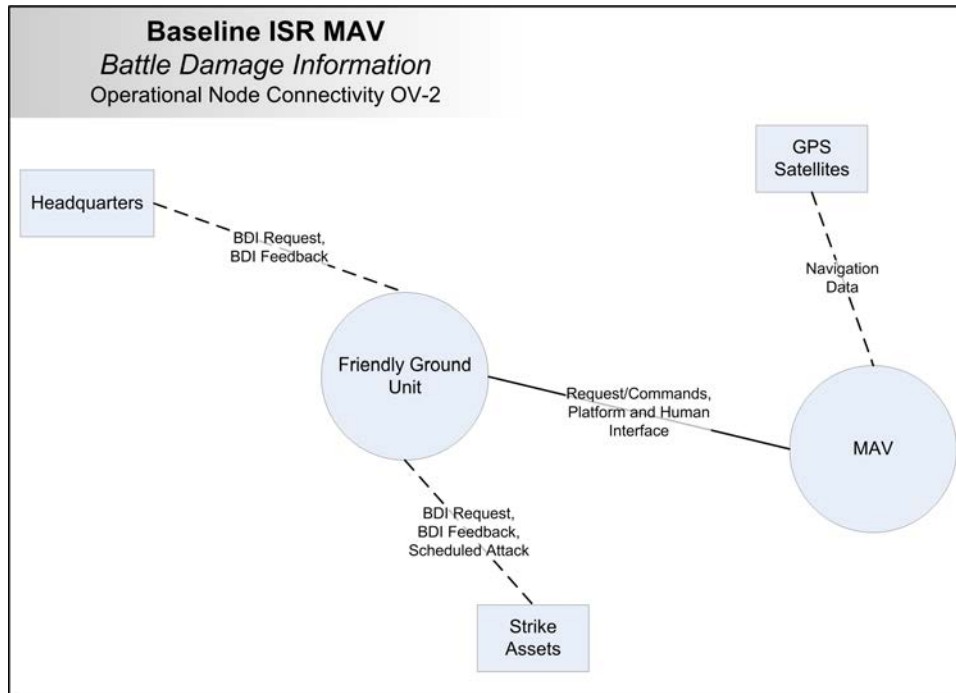 Baseline ISR MAV
Battle Damage Information
Operational Node Connectivity OV-2
GPS
Satellites
Headquarters
BDI Request,
BDI Feedback
Navigation
Data
Friendly Ground
Unit
Request/Commands,
Platform and Human
Interface
MAV
BDI Request,
BDI Feedback,
Scheduled Attack
Strike
Assets